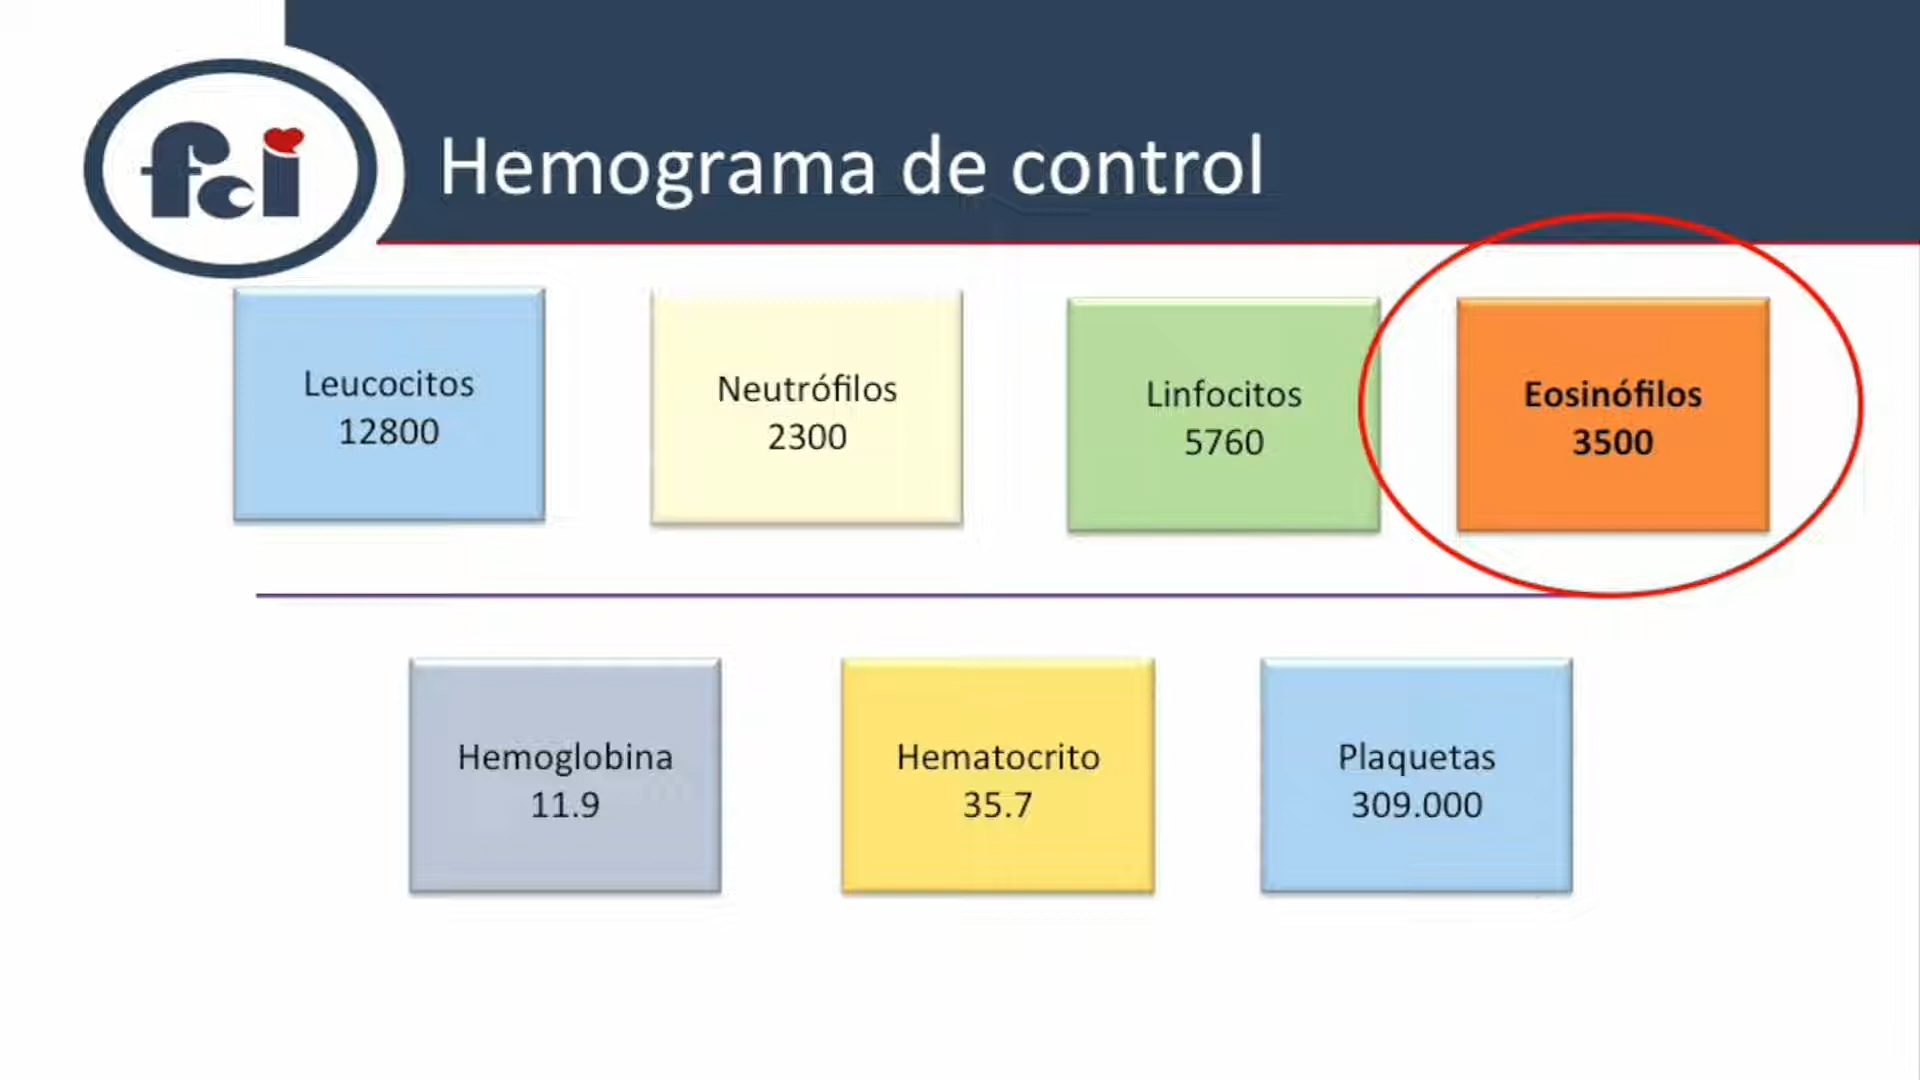 fci
Hemograma de control
Leucocitos
12800
Neutrófilos
2300
Linfocitos
5760
Eosinófilos
3500
Hemoglobina
11.9
Hematocrito
35.7
Plaquetas
309.000